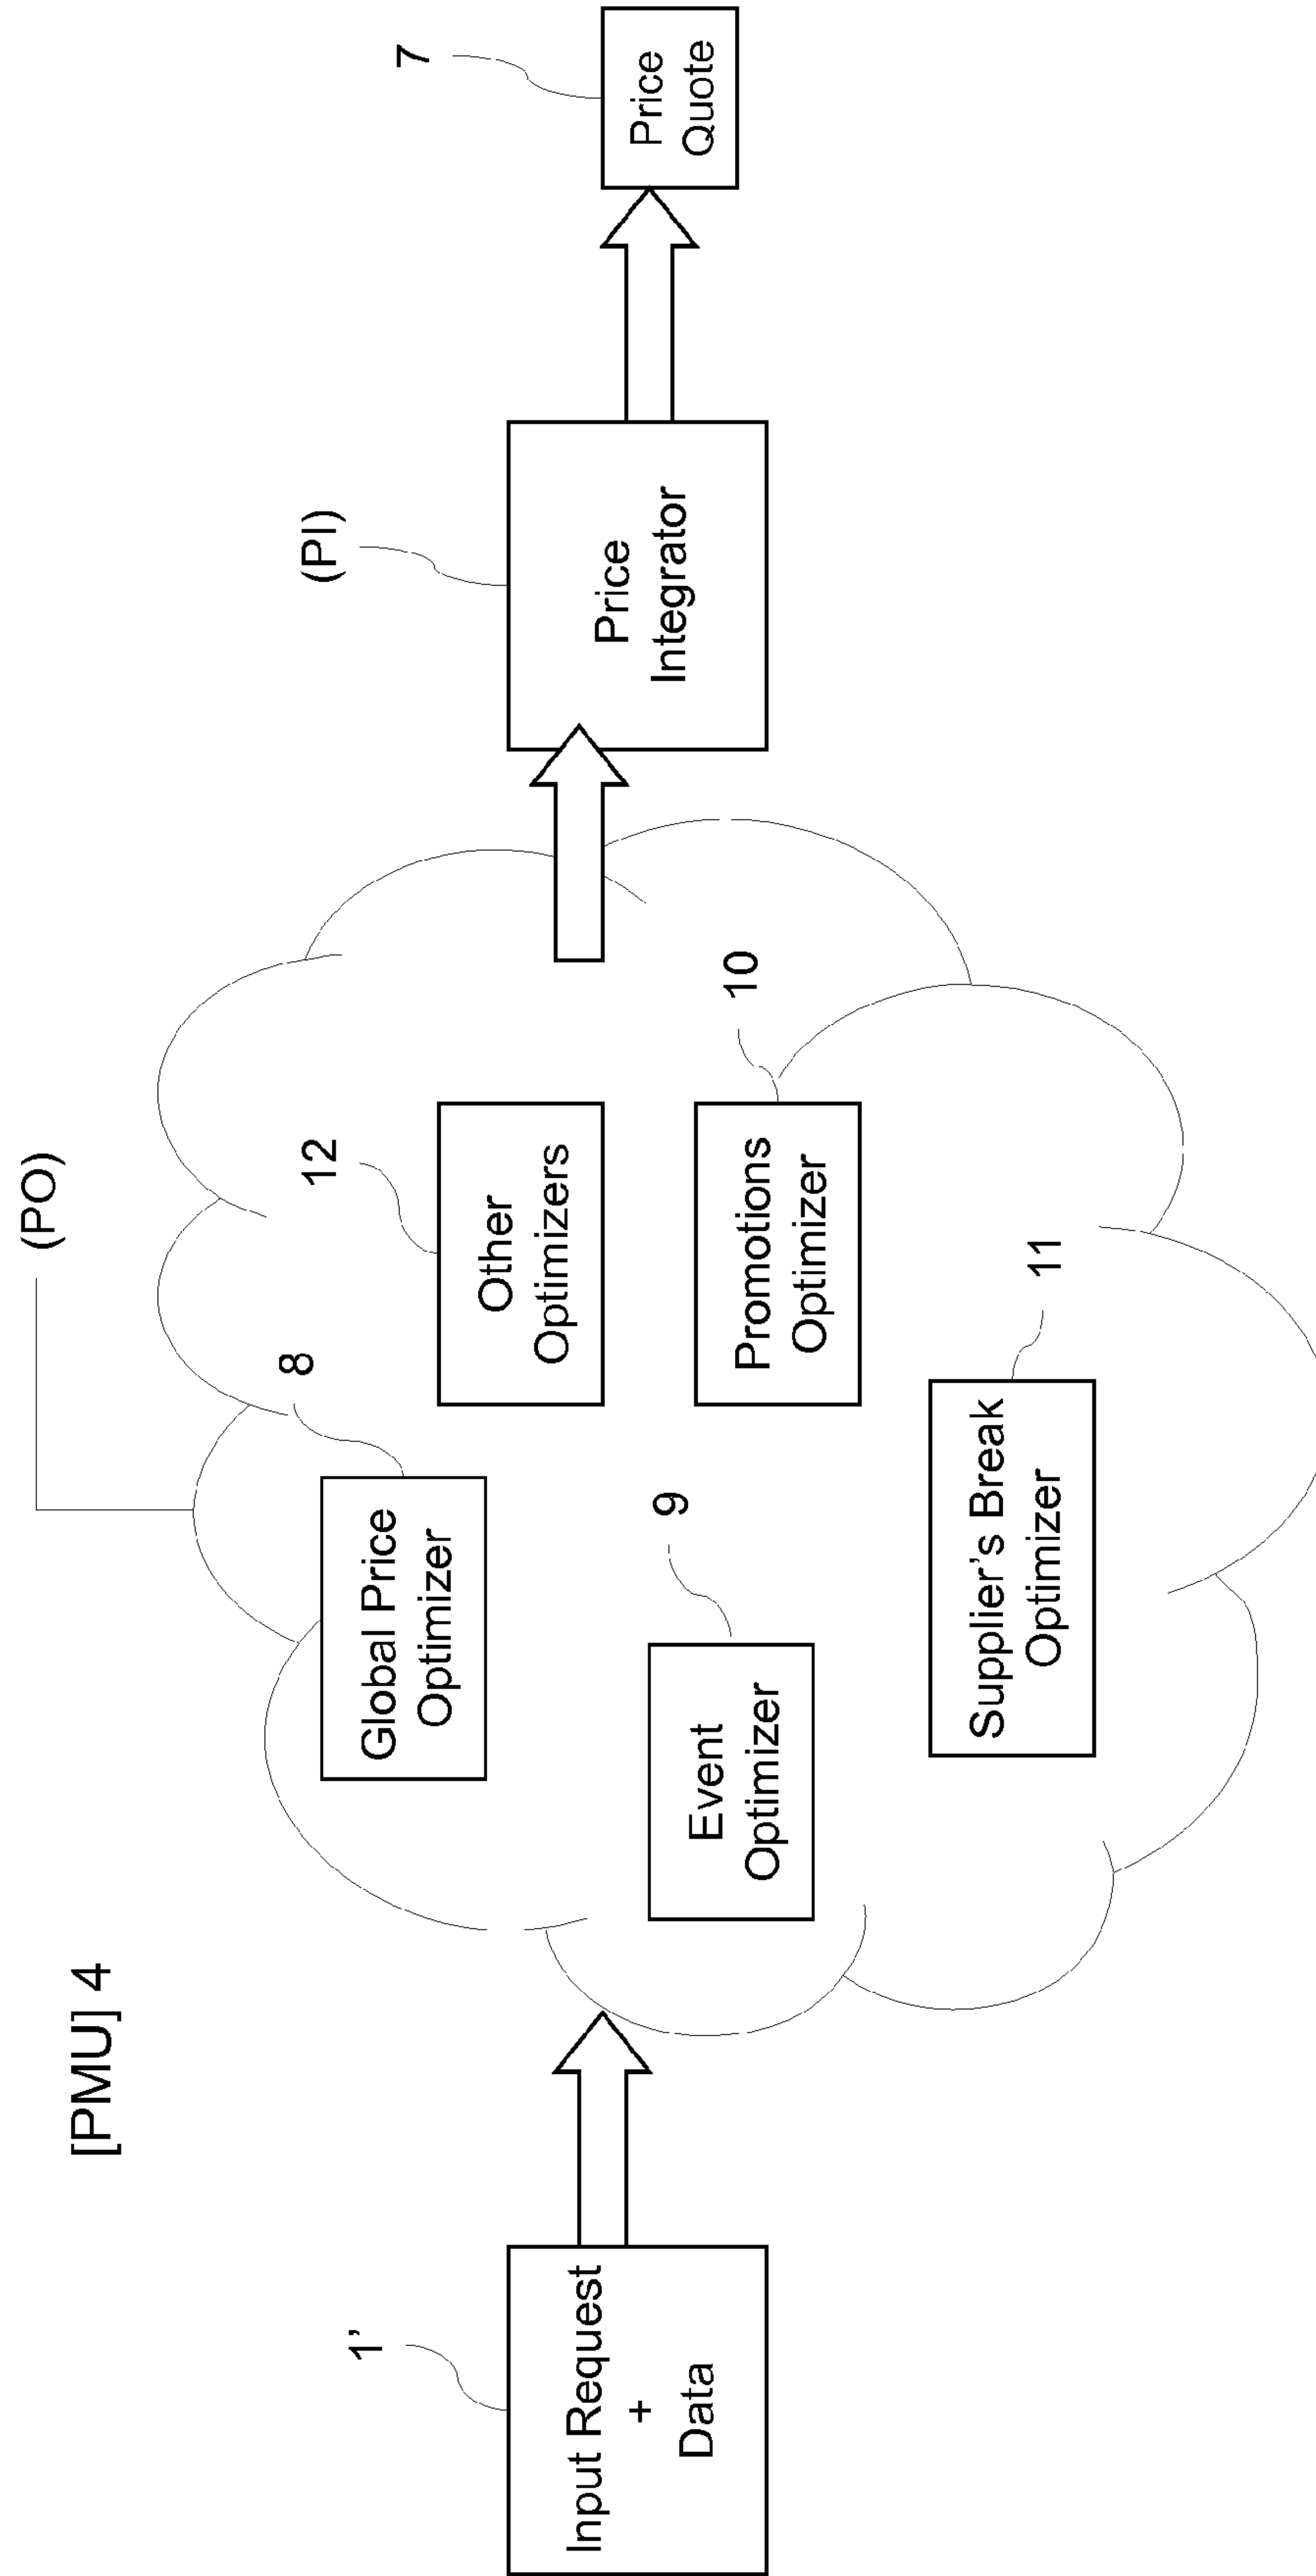 [PMU] 4
(PO)
1’
Input Request
+
Data
8
Global Price
Optimizer
9
Event
Optimizer
12
Other
Optimizers
10
Promotions
Optimizer
11
Supplier’s Break
Optimizer
(PI)
Price
Integrator
7
Price
Quote